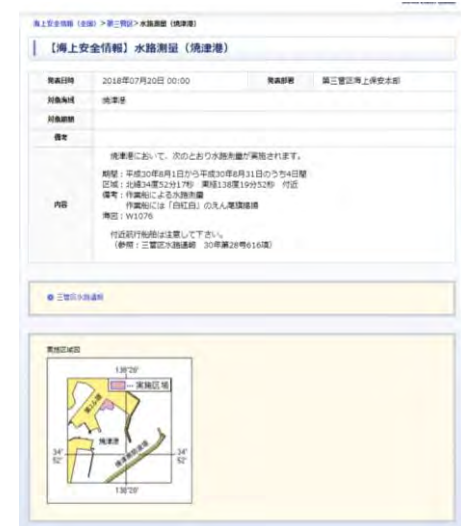 海上安全情報（全国）＞第三管区＞水路測量（焼津港）
【海上安全情報】水路測量（焼津港）
発表日時 2018年07月20日 00:00 発表部署 第三管区海上保安本部
対象海域 焼津港
対象期間
備考
内容
焼津港において、次のとおり水路測量が実施されます。
期間：平成30年8月1日から平成30年8月31日のうち4日間
区域：北緯34度52分17秒 東経138度19分52秒 付近
備考：作業船による水路測量
作業船には「白紅白」のえん尾旗掲揚
海図：W1076
付近航行船舶は注意して下さい。
（参照：三管区水路通報 30年第28号616項）
三管区水路通報
実施区域図
138°20'
実施区域
焼津港
34°
52'
34°
52'
138°20'